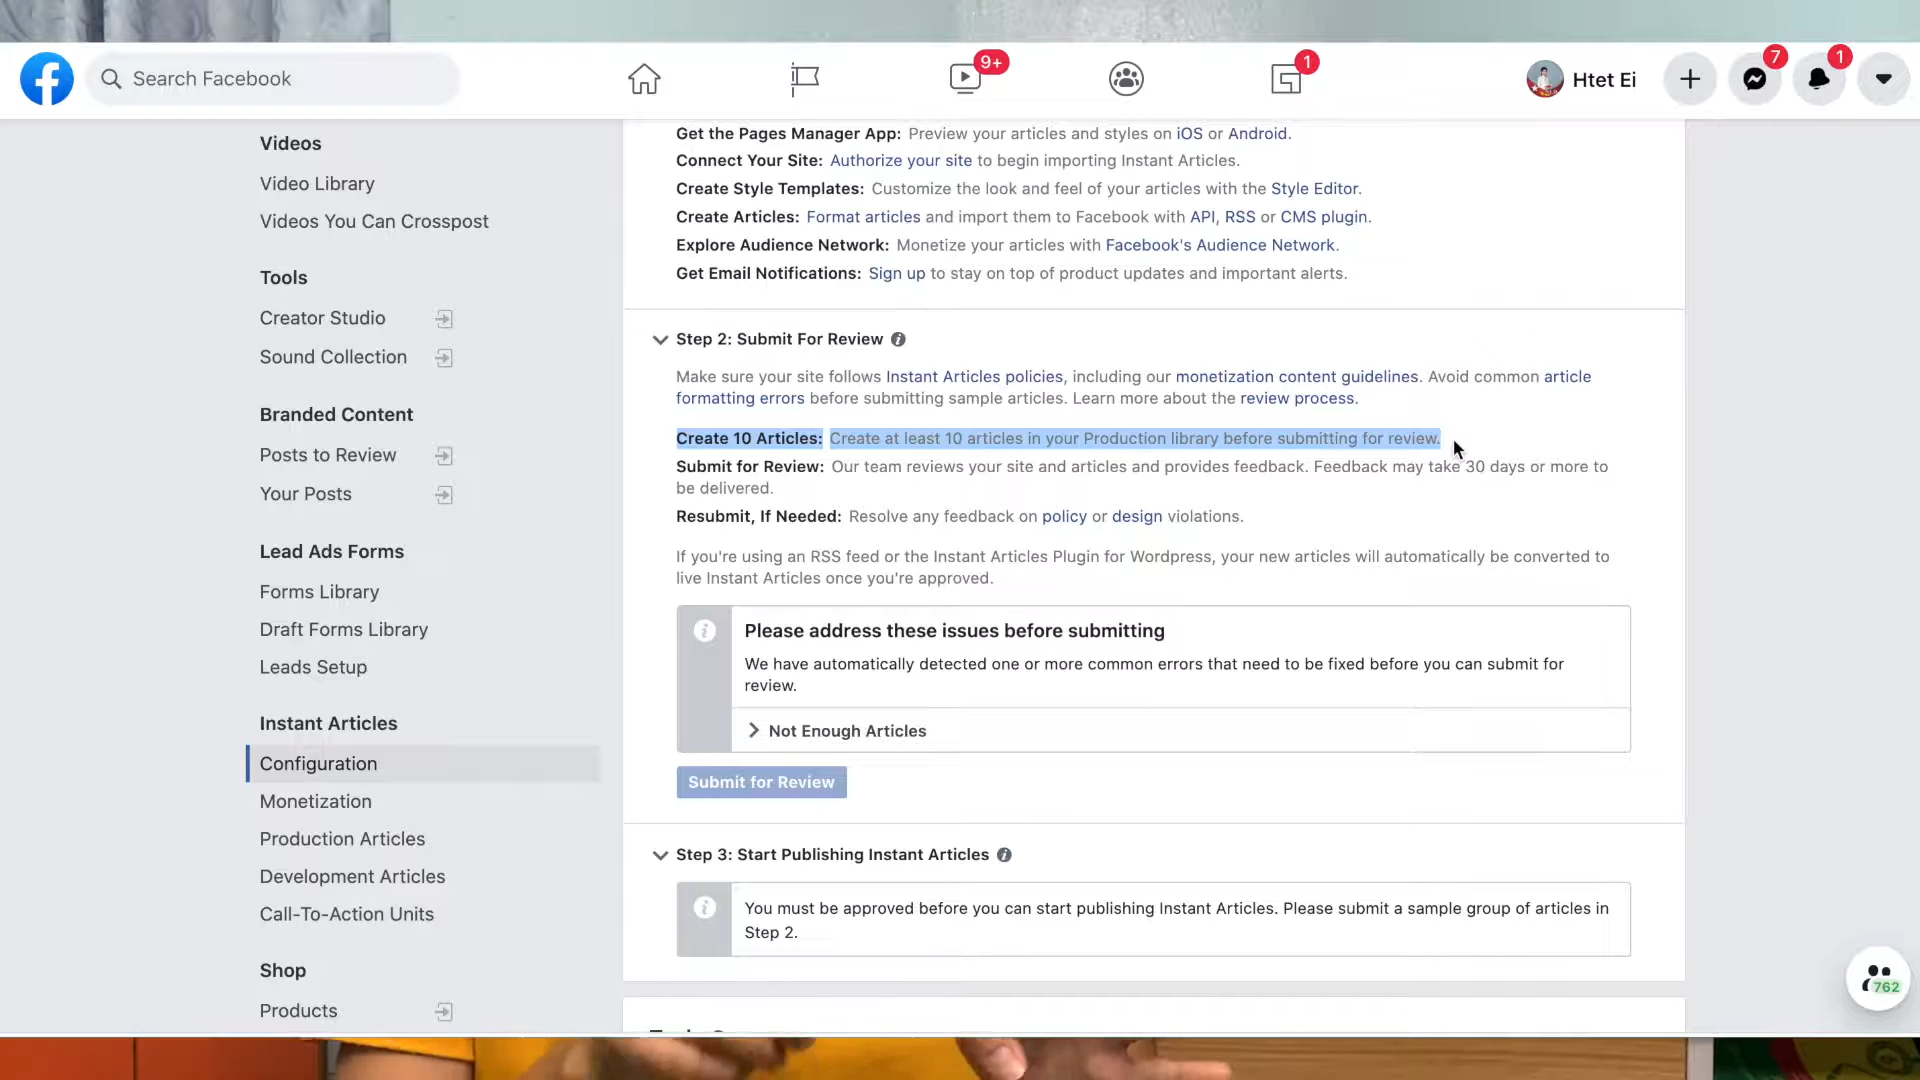 Search Facebook
9+
1
Htet Ei
7
1
Videos
Video Library
Videos You Can Crosspost
Tools
Creator Studio
Sound Collection
Branded Content
Posts to Review
Your Posts
Lead Ads Forms
Forms Library
Draft Forms Library
Leads Setup
Instant Articles
Configuration
Monetization
Production Articles
Development Articles
Call-To-Action Units
Shop
Products
Get the Pages Manager App: Preview your articles and styles on iOS or Android.
Connect Your Site: Authorize your site to begin importing Instant Articles.
Create Style Templates: Customize the look and feel of your articles with the Style Editor.
Create Articles: Format articles and import them to Facebook with API, RSS or CMS plugin.
Explore Audience Network: Monetize your articles with Facebook's Audience Network.
Get Email Notifications: Sign up to stay on top of product updates and important alerts.
Step 2: Submit For Review
Make sure your site follows Instant Articles policies, including our monetization content guidelines. Avoid common article
formatting errors before submitting sample articles. Learn more about the review process.
Create 10 Articles: Create at least 10 articles in your Production library before submitting for review.
Submit for Review: Our team reviews your site and articles and provides feedback. Feedback may take 30 days or more to
be delivered.
Resubmit, If Needed: Resolve any feedback on policy or design violations.
If you're using an RSS feed or the Instant Articles Plugin for Wordpress, your new articles will automatically be converted to
live Instant Articles once you're approved.
Please address these issues before submitting
We have automatically detected one or more common errors that need to be fixed before you can submit for
review.
Not Enough Articles
Submit for Review
Step 3: Start Publishing Instant Articles
You must be approved before you can start publishing Instant Articles. Please submit a sample group of articles in
Step 2.
762